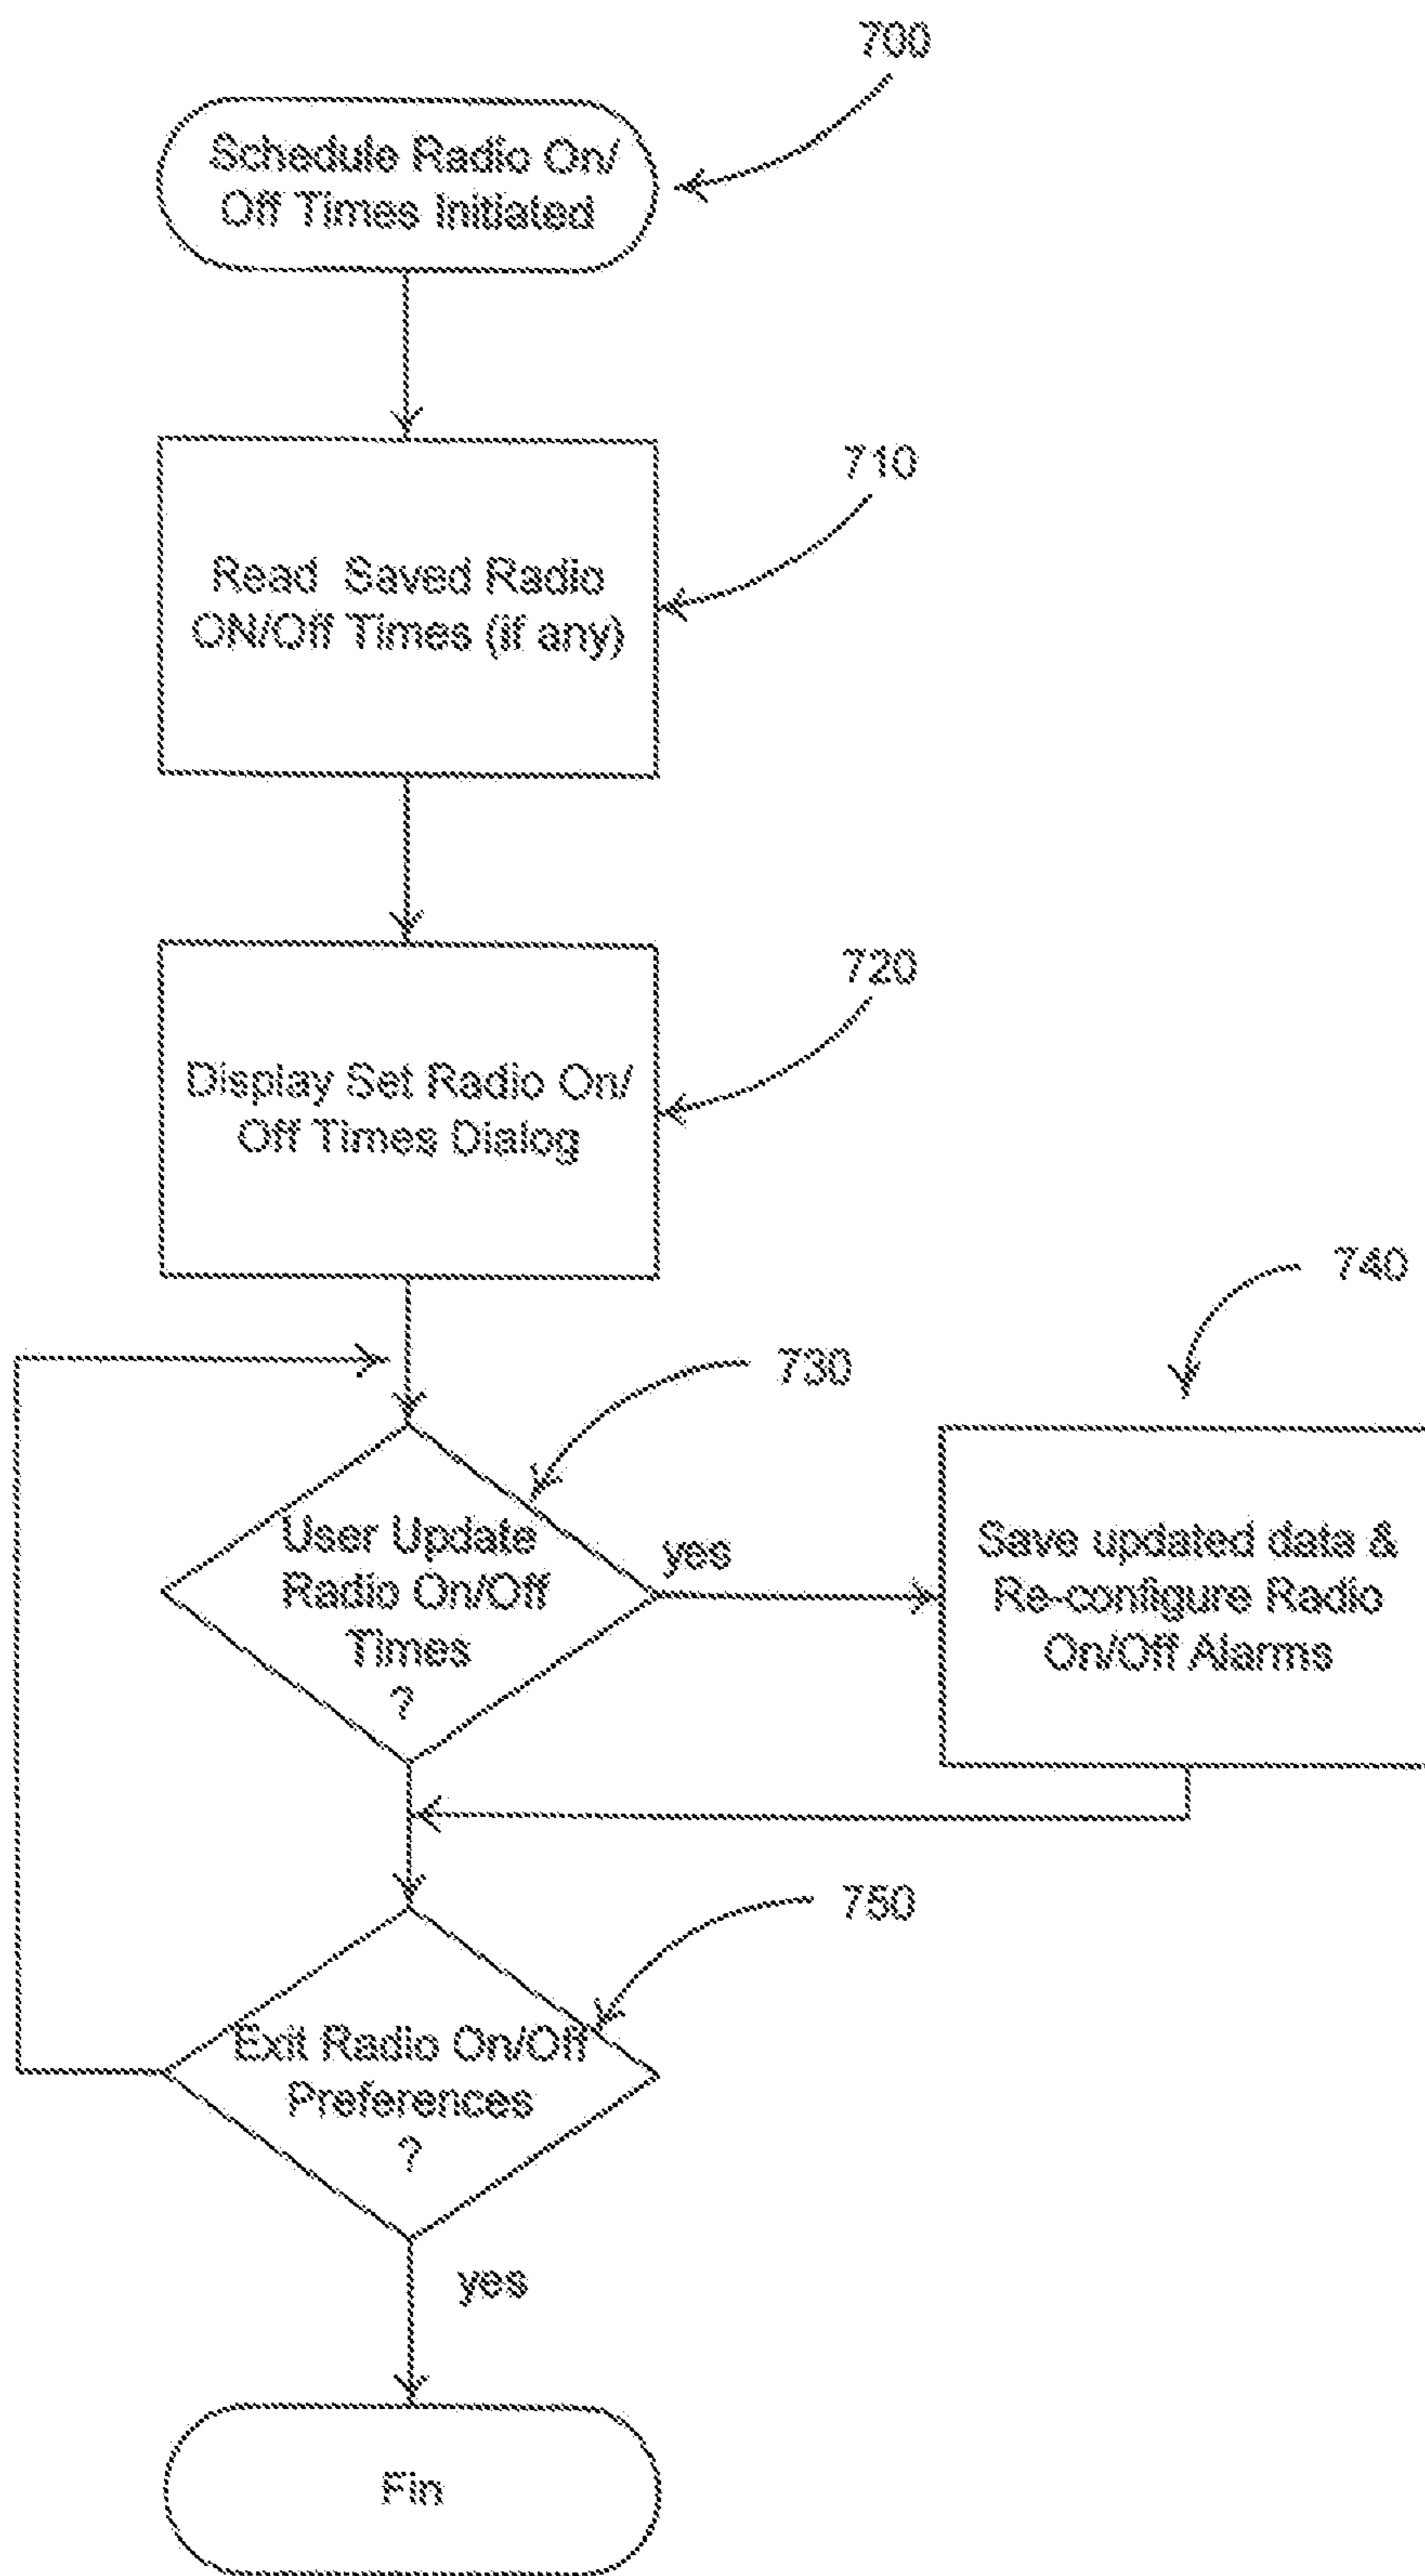 700
Schedule Radio On/
Off Times Initiated
710
Read Saved Radio
ON/Off Times (if any)
720
Display Set Radio On/
Off Times Dialog
740
730
User Update
Radio On/Off
Times
?
yes
Save updated data &
Re-configure Radio
On/Off Alarms
750
Exit Radio On/Off
Preferences
?
yes
Fin